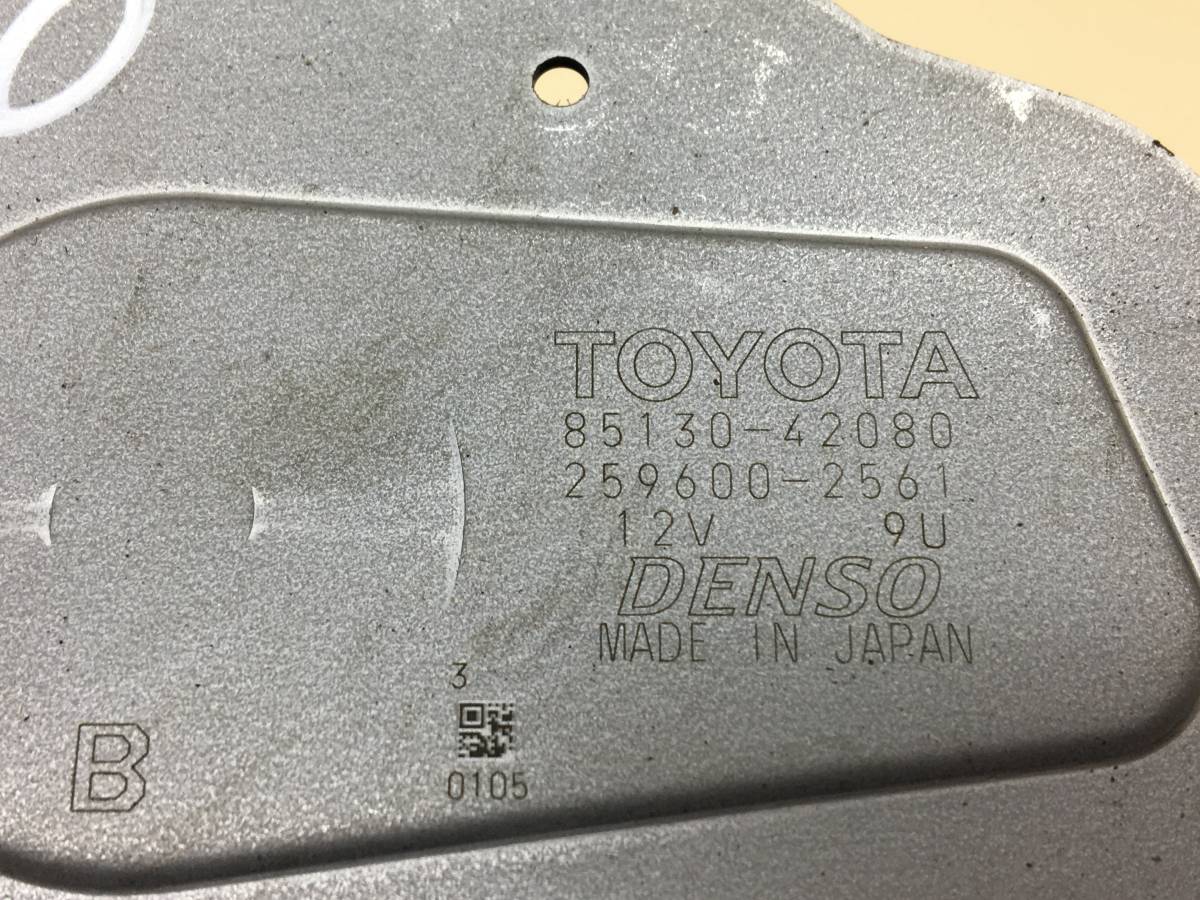 TOYOTA
85130-42080
259600-2561
12V 9U
DENSO
MADE IN JAPAN
3
0105
B